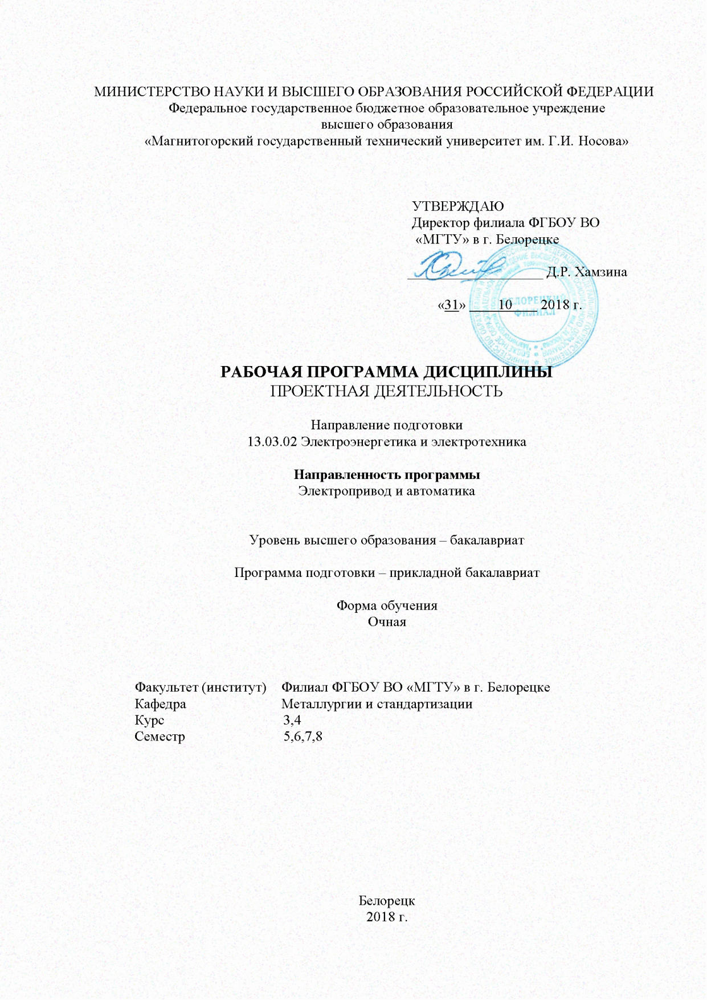 МИНИСТЕРСТВО НАУКИ И ВЫСШЕГО ОБРАЗОВАНИЯ РОССИЙСКОЙ ФЕДЕРАЦИИ
Федеральное государственное бюджетное образовательное учреждение
высшего образования
«Магнитогорский государственный технический университет им. Г.И. Носова»
УТВЕРЖДАЮ
Директор филиала ФГБОУ ВО
«МГТУ» в г. Белорецке
Д.Р. Хамзина
«31» 10 2018 г.
БЕЛОРЕЦКИЙ
ФИЛИАЛ
РАБОЧАЯ ПРОГРАММА ДИСЦИПЛИНЫ
ПРОЕКТНАЯ ДЕЯТЕЛЬНОСТЬ
Направление подготовки
13.03.02 Электроэнергетика и электротехника
Направленность программы
Электропривод и автоматика
Уровень высшего образования – бакалавриат
Программа подготовки – прикладной бакалавриат
Форма обучения
Очная
Факультет (институт) Филиал ФГБОУ ВО «МГТУ» в г. Белорецке
Кафедра Металлургии и стандартизации
Курс 3,4
Семестр 5,6,7,8
Белорецк
2018 г.